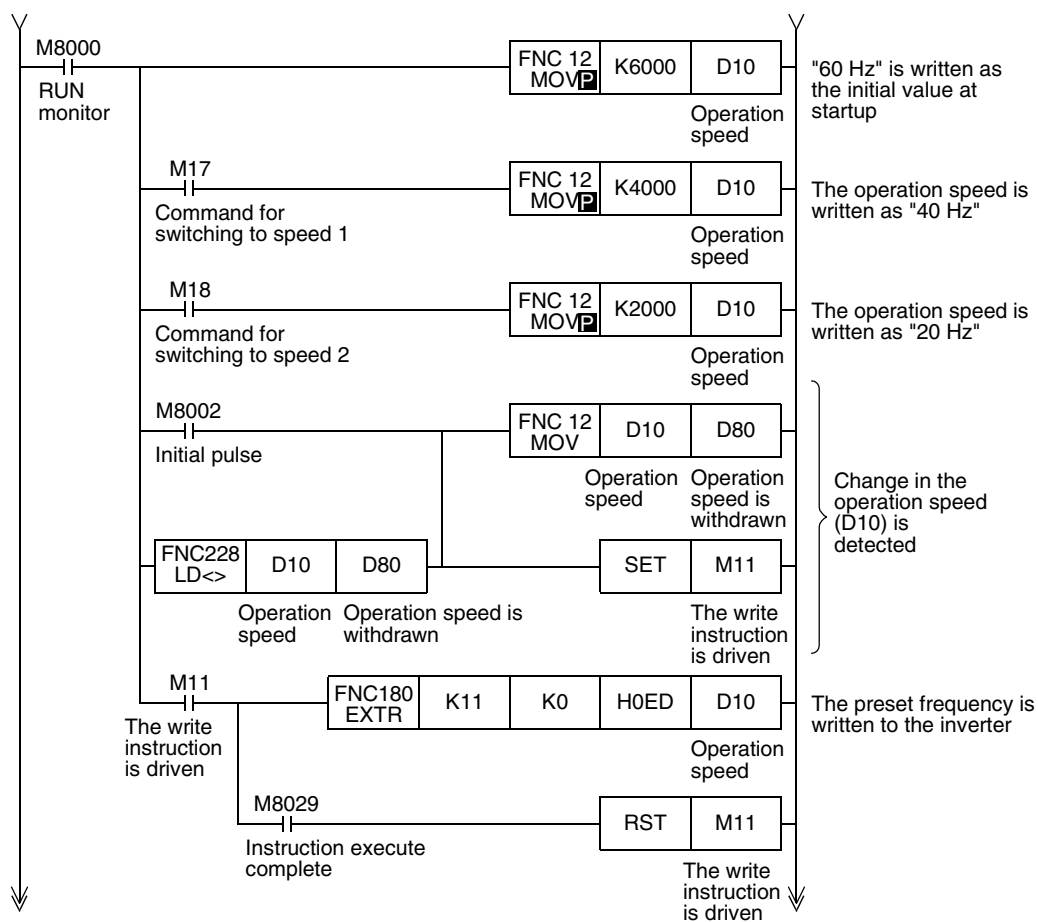 M8000
RUN
monitor
FNC 12
MOVP
K6000
D10
Operation
speed
"60 Hz" is written as
the initial value at
startup
M17
Command for
switching to speed 1
FNC 12
MOVP
K4000
D10
Operation
speed
The operation speed is
written as "40 Hz"
M18
Command for
switching to speed 2
FNC 12
MOVP
K2000
D10
Operation
speed
The operation speed is
written as "20 Hz"
M8002
Initial pulse
FNC 12
MOV
D10
D80
Operation
speed
Operation
speed is
withdrawn
Change in the
operation speed
(D10) is
detected
FNC228
LD<>
D10
D80
Operation
speed
Operation speed is
withdrawn
SET
M11
The write
instruction
is driven
M11
The write
instruction
is driven
FNC180
EXTR
K11
K0
H0ED
D10
Operation
speed
The preset frequency is
written to the inverter
M8029
Instruction execute
complete
RST
M11
The write
instruction
is driven